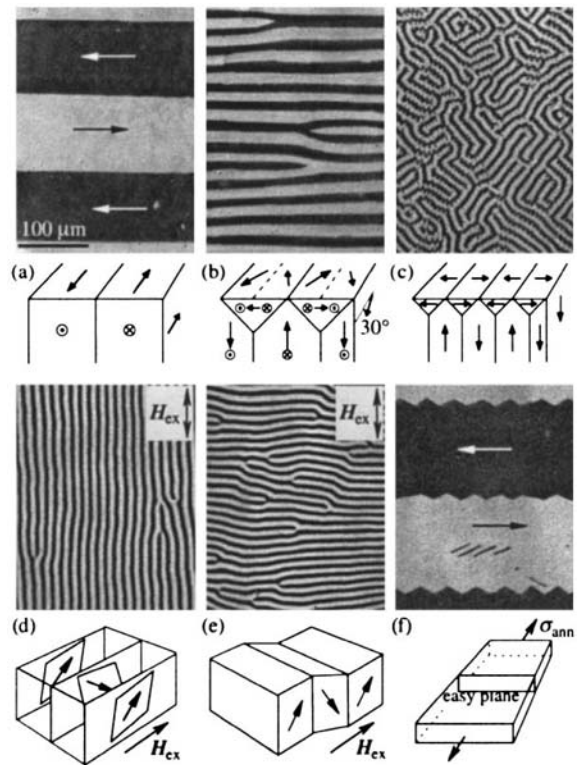 100 μm
(a)
(b)
(c)
30°
H_ex
H_ex
(d)
(e)
(f)
σ_ann
easy plane
H_ex
H_ex